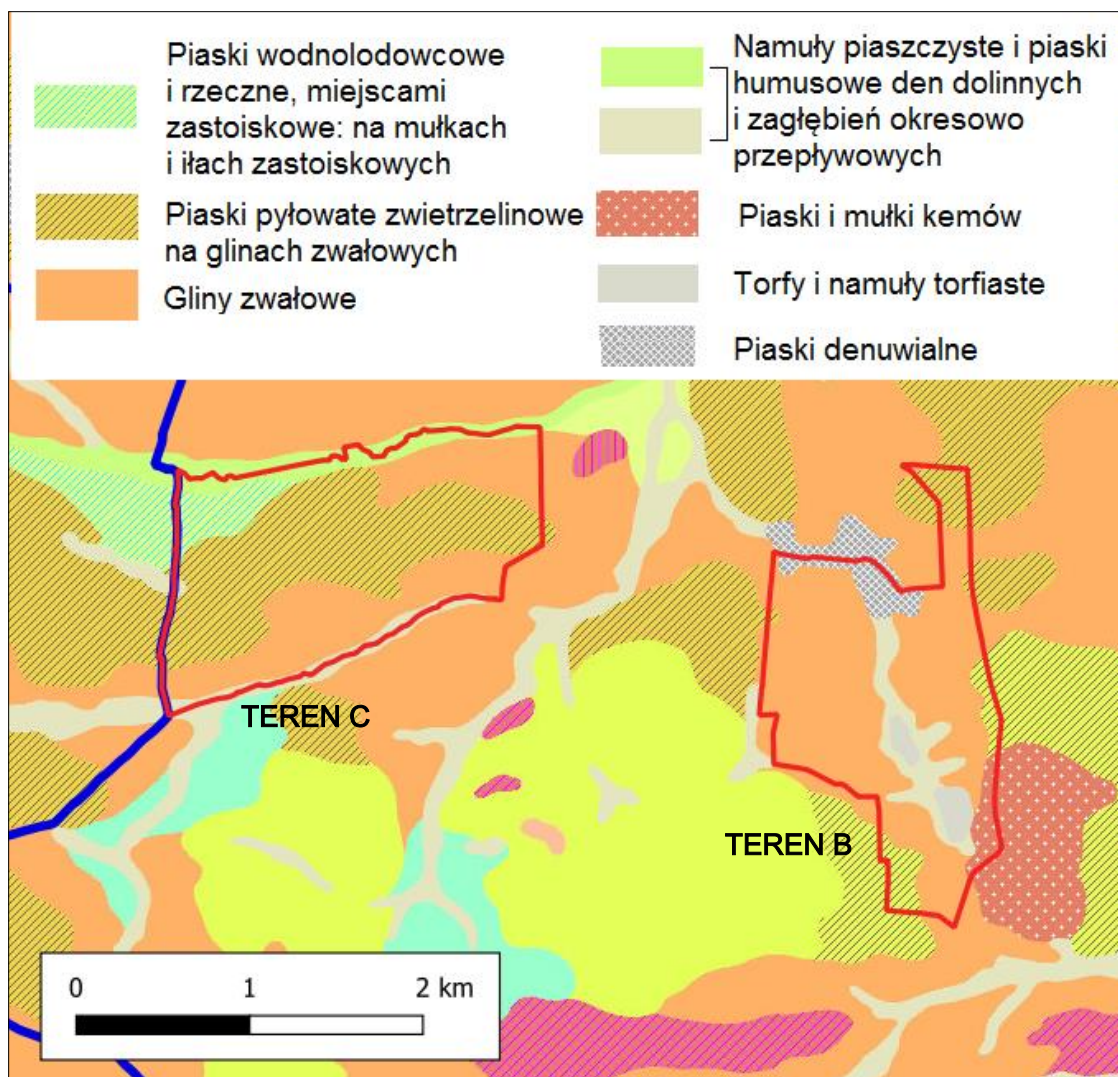 Piaski wodnolodowcowe
i rzeczne, miejscami
zastoiskowe: na mułkach
i iłach zastoiskowych
Piaski pyłowate zwietrzelinowe
na glinach zwałowych
Gliny zwałowe
Namuły piaszczyste i piaski
humusowe den dolinnych
i zagłębień okresowo
przepływowych
Piaski i mułki kemów
Torfy i namuły torfiaste
Piaski denuwialne
TEREN C
TEREN B
0 1 2 km